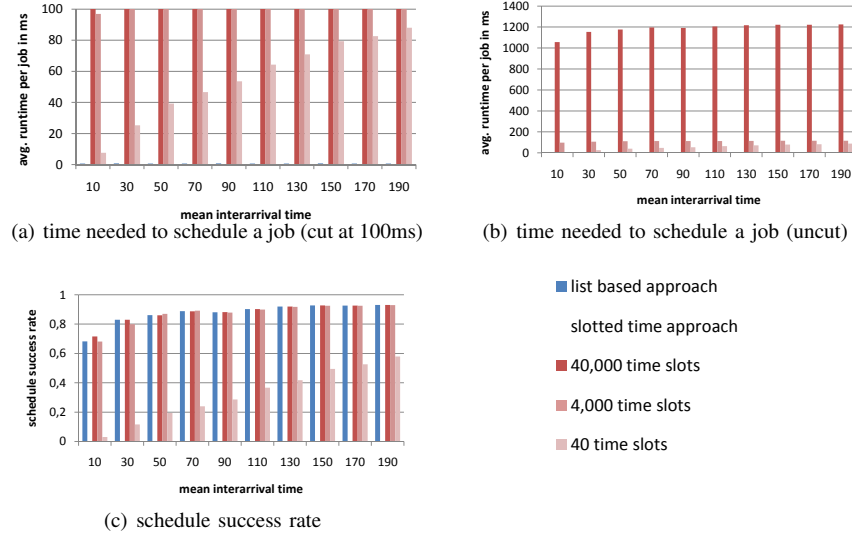 avg. runtime per job in ms
100
80
60
40
20
0
10 30 50 70 90 110 130 150 170 190
mean interarrival time
(a) time needed to schedule a job (cut at 100ms)
avg. runtime per job in ms
1400
1200
1000
800
600
400
200
0
10 30 50 70 90 110 130 150 170 190
mean interarrival time
(b) time needed to schedule a job (uncut)
schedule success rate
1
0,8
0,6
0,4
0,2
0
10 30 50 70 90 110 130 150 170 190
mean interarrival time
(c) schedule success rate
list based approach
slotted time approach
40,000 time slots
4,000 time slots
40 time slots